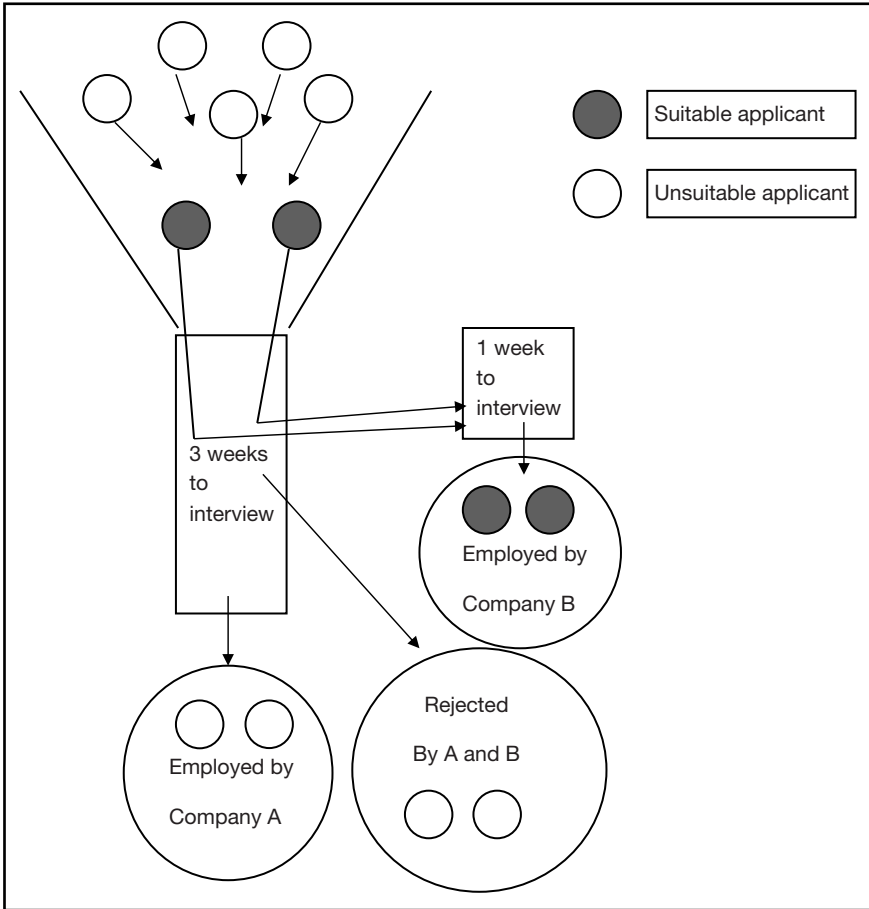 Suitable applicant
Unsuitable applicant
1 week
to
interview
3 weeks
to
interview
Employed by
Company B
Rejected
By A and B
Employed by
Company A